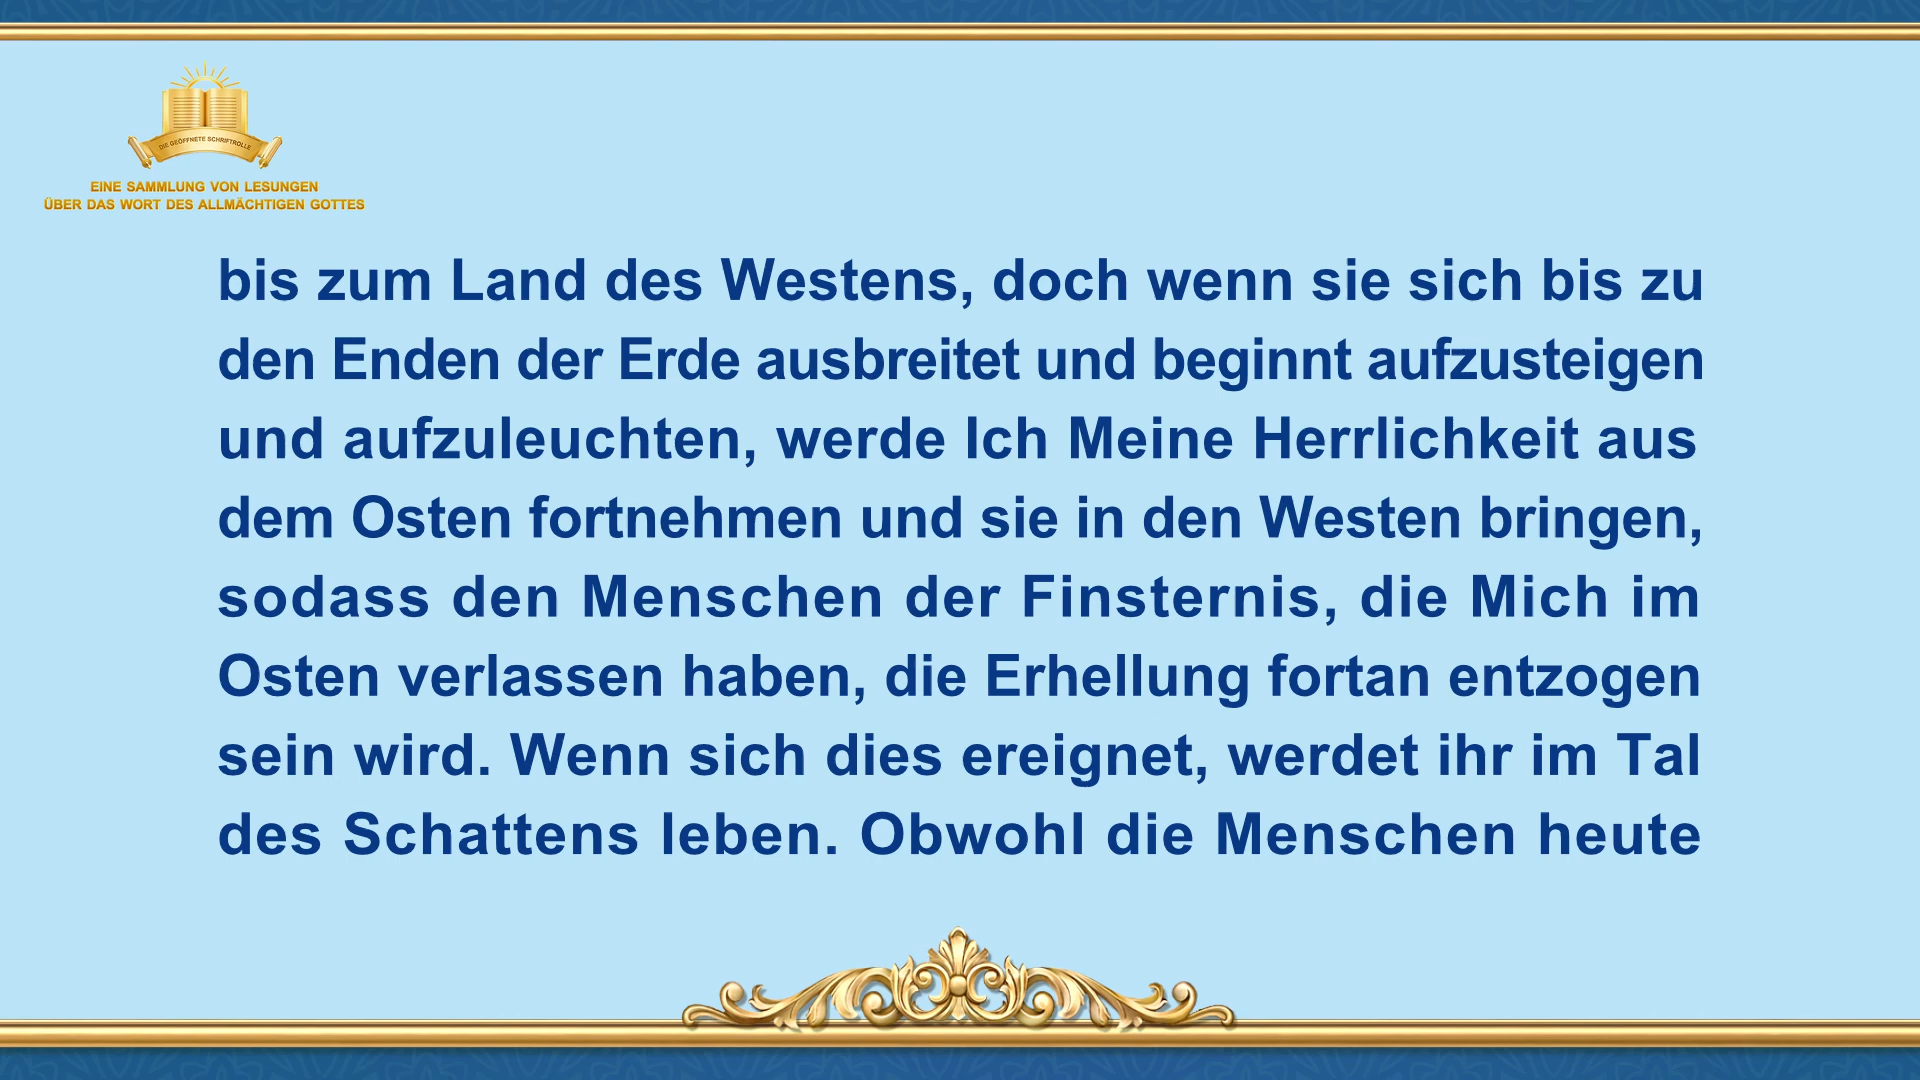 DIE GEÖFFNETE SCHRIFTROLLE
EINE SAMMLUNG VON LESUNGEN
ÜBER DAS WORT DES ALLMÄCHTIGEN GOTTES
bis zum Land des Westens, doch wenn sie sich bis zu
den Enden der Erde ausbreitet und beginnt aufzusteigen
und aufzuleuchten, werde Ich Meine Herrlichkeit aus
dem Osten fortnehmen und sie in den Westen bringen,
sodass den Menschen der Finsternis, die Mich im
Osten verlassen haben, die Erhellung fortan entzogen
sein wird. Wenn sich dies ereignet, werdet ihr im Tal
des Schattens leben. Obwohl die Menschen heute